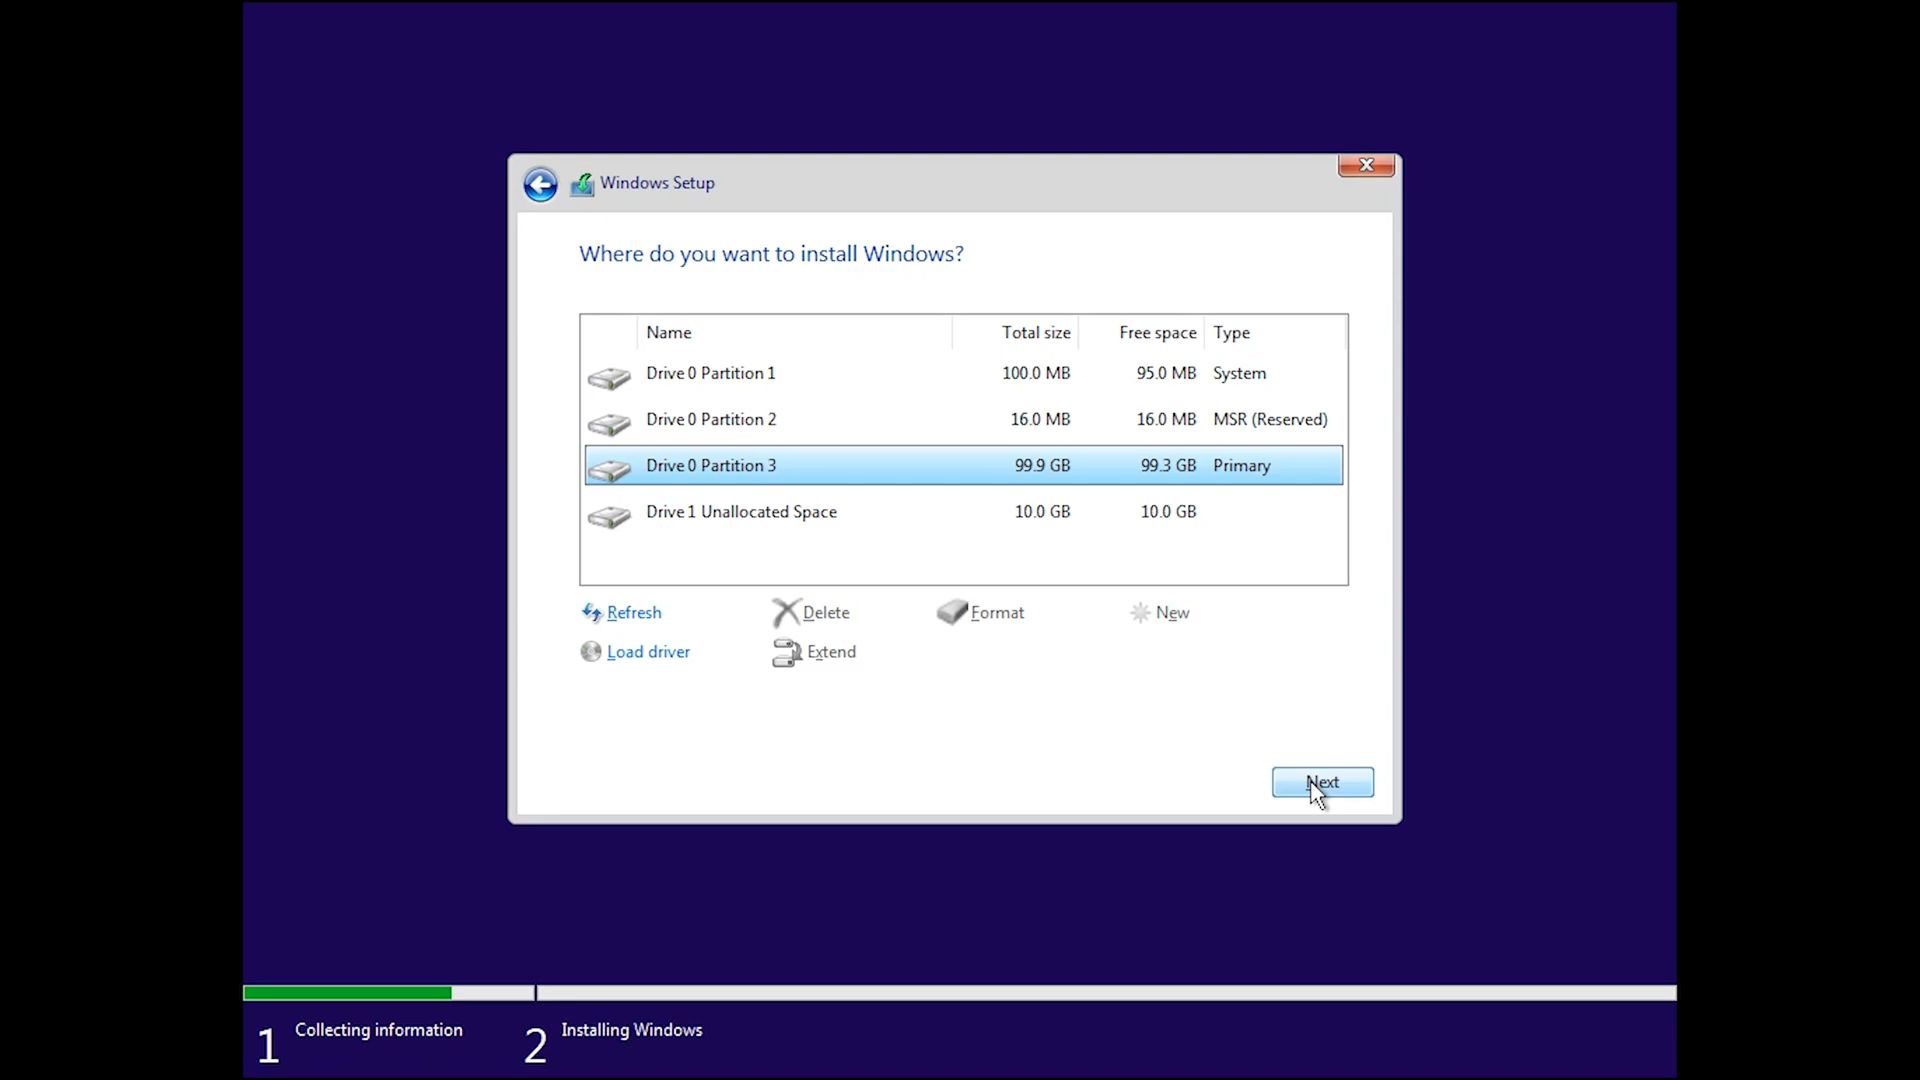 Windows Setup
Where do you want to install Windows?
Name Total size Free space Type
Drive 0 Partition 1 100.0 MB 95.0 MB System
Drive 0 Partition 2 16.0 MB 16.0 MB MSR (Reserved)
Drive 0 Partition 3 99.9 GB 99.3 GB Primary
Drive 1 Unallocated Space 10.0 GB 10.0 GB
Refresh Delete Format New
Load driver Extend
Next
1 Collecting information 2 Installing Windows